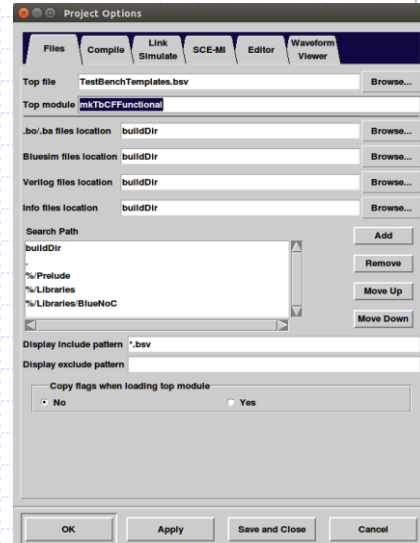 Project Options
Files Compile Link Simulate SCE-MI Editor Waveform Viewer
Top file TestBenchTemplates.bsv Browse...
Top module mkTbCFFunctional
.bo/.ba files location buildDir Browse...
Bluesim files location buildDir Browse...
Verilog files location buildDir Browse...
Info files location buildDir Browse...
Search Path
buildDir
.
%/Prelude
%/Libraries
%/Libraries/BlueNoC
Add
Remove
Move Up
Move Down
Display include pattern *.bsv
Display exclude pattern
Copy flags when loading top module
No Yes
OK Apply Save and Close Cancel